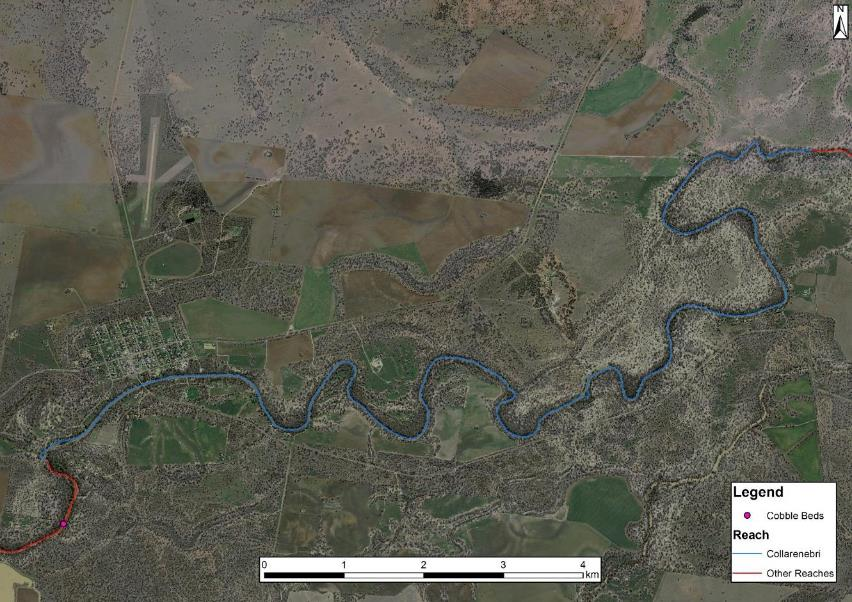 N
0 1 2 3 4
km
Legend
Cobble Beds
Reach
Collarenebri
Other Reaches